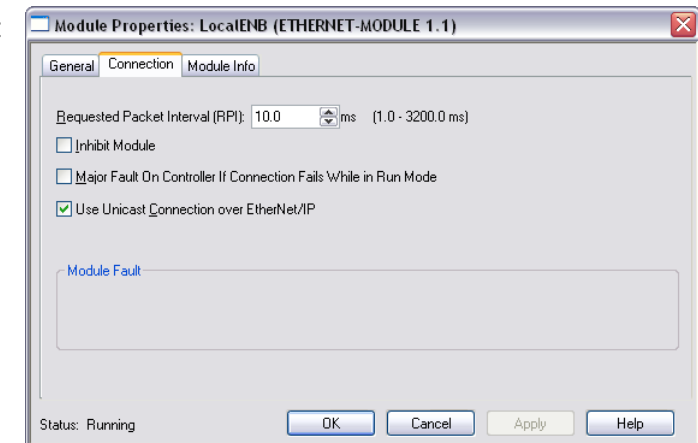 Module Properties: LocalENB (ETHERNET-MODULE 1.1)
General Connection Module Info
Requested Packet Interval (RPI): 10.0 ms (1.0 - 3200.0 ms)
Inhibit Module
Major Fault On Controller If Connection Fails While in Run Mode
Use Unicast Connection over EtherNet/IP
Module Fault
Status: Running OK Cancel Apply Help